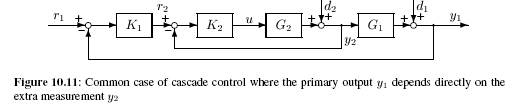 r₁ + − K₁ r₂ + − K₂ u G₂ + + d₂ y₂ G₁ + + d₁ y₁
Figure 10.11: Common case of cascade control where the primary output y₁ depends directly on the
extra measurement y₂